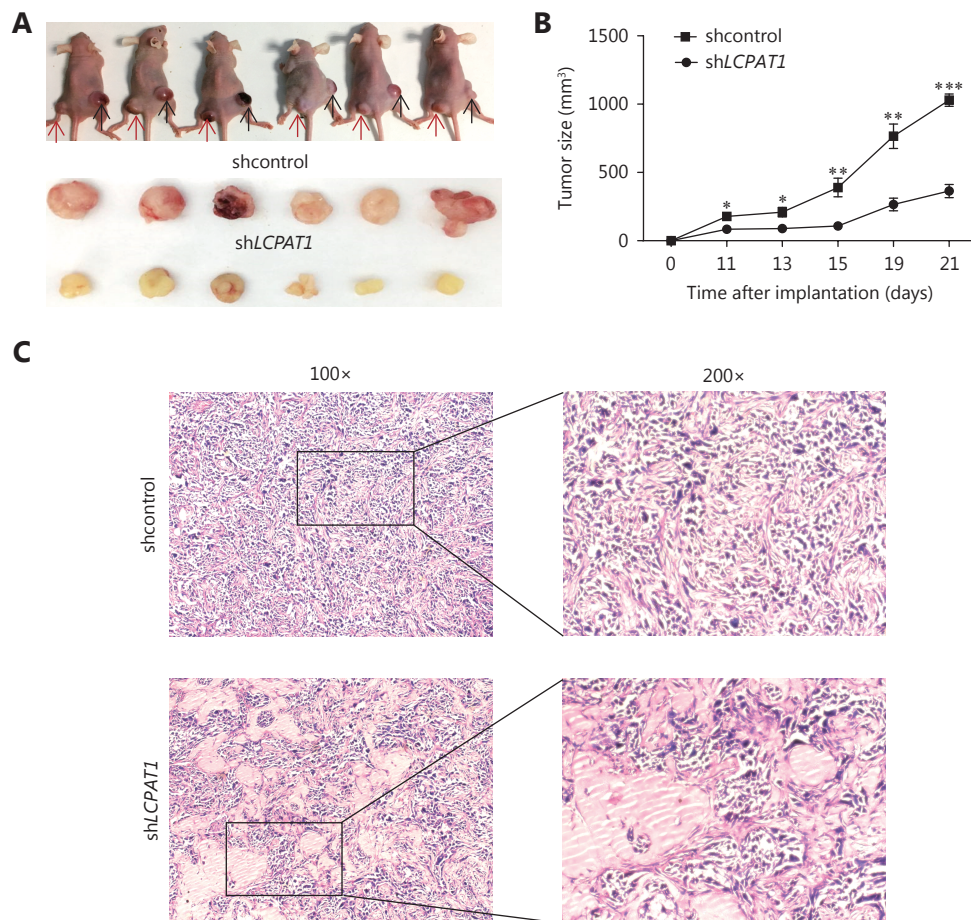 A
shcontrol
shLCPAT1
B
shcontrol
shLCPAT1
Tumor size (mm³)
1500
1000
500
0
*
*
**
**
***
0 11 13 15 19 21
Time after implantation (days)
C
100×
200×
shcontrol
shLCPAT1